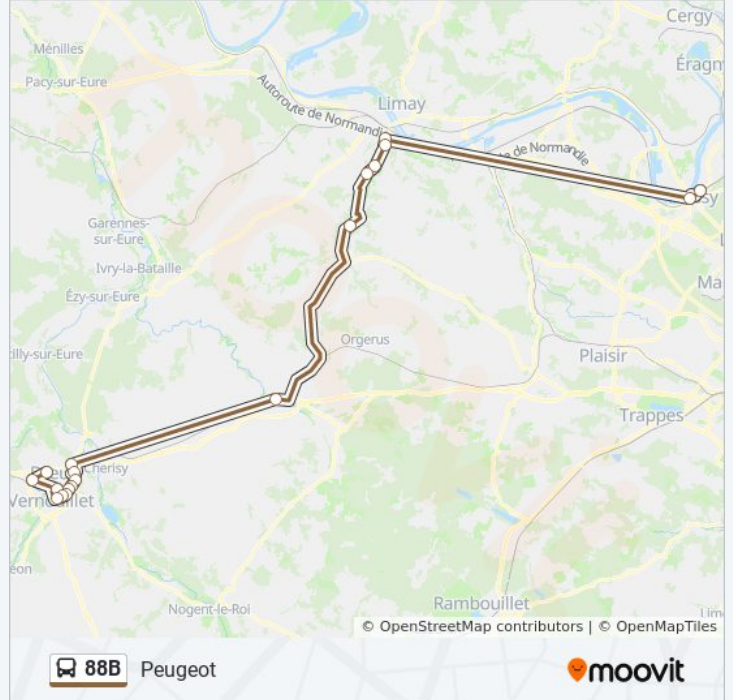 Cergy
Ménilles
Éragn
Pacy-sur-Eure
Limay
Autoroute de Normandie
de Normandie
sy
Garennes-
sur-Eure
Ivry-la-Bataille
Ma
Ézy-sur-Eure
Orgerus
illy-sur-Eure
Plaisir
Trappes
Cherisy
Vernouillet
éon
Nogent-le-Roi
Rambouillet
Lim
© OpenStreetMap contributors | © OpenMapTiles
88B Peugeot
moovit